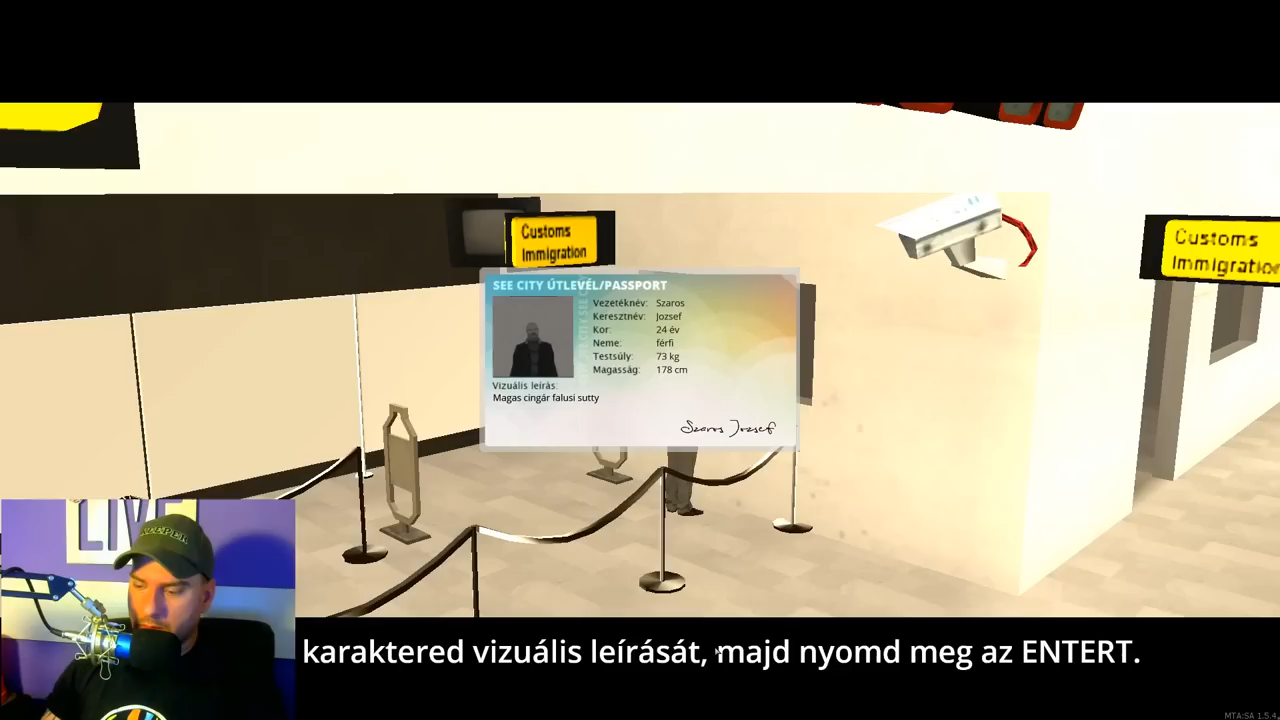 Customs
Immigration
Customs
Immigration
SEE CITY ÚTLEVÉL/PASSPORT
Vezetéknév: Szaros
Keresztnév: Jozsef
Kor: 24 év
Neme: férfi
Testsúly: 73 kg
Magasság: 178 cm
Vizuális leírás:
Magas cingár falusi sutty
Szaros Jozsef
LIVE
karaktered vizuális leírását, majd nyomd meg az ENTERT.
MTA:SA 1.5.4